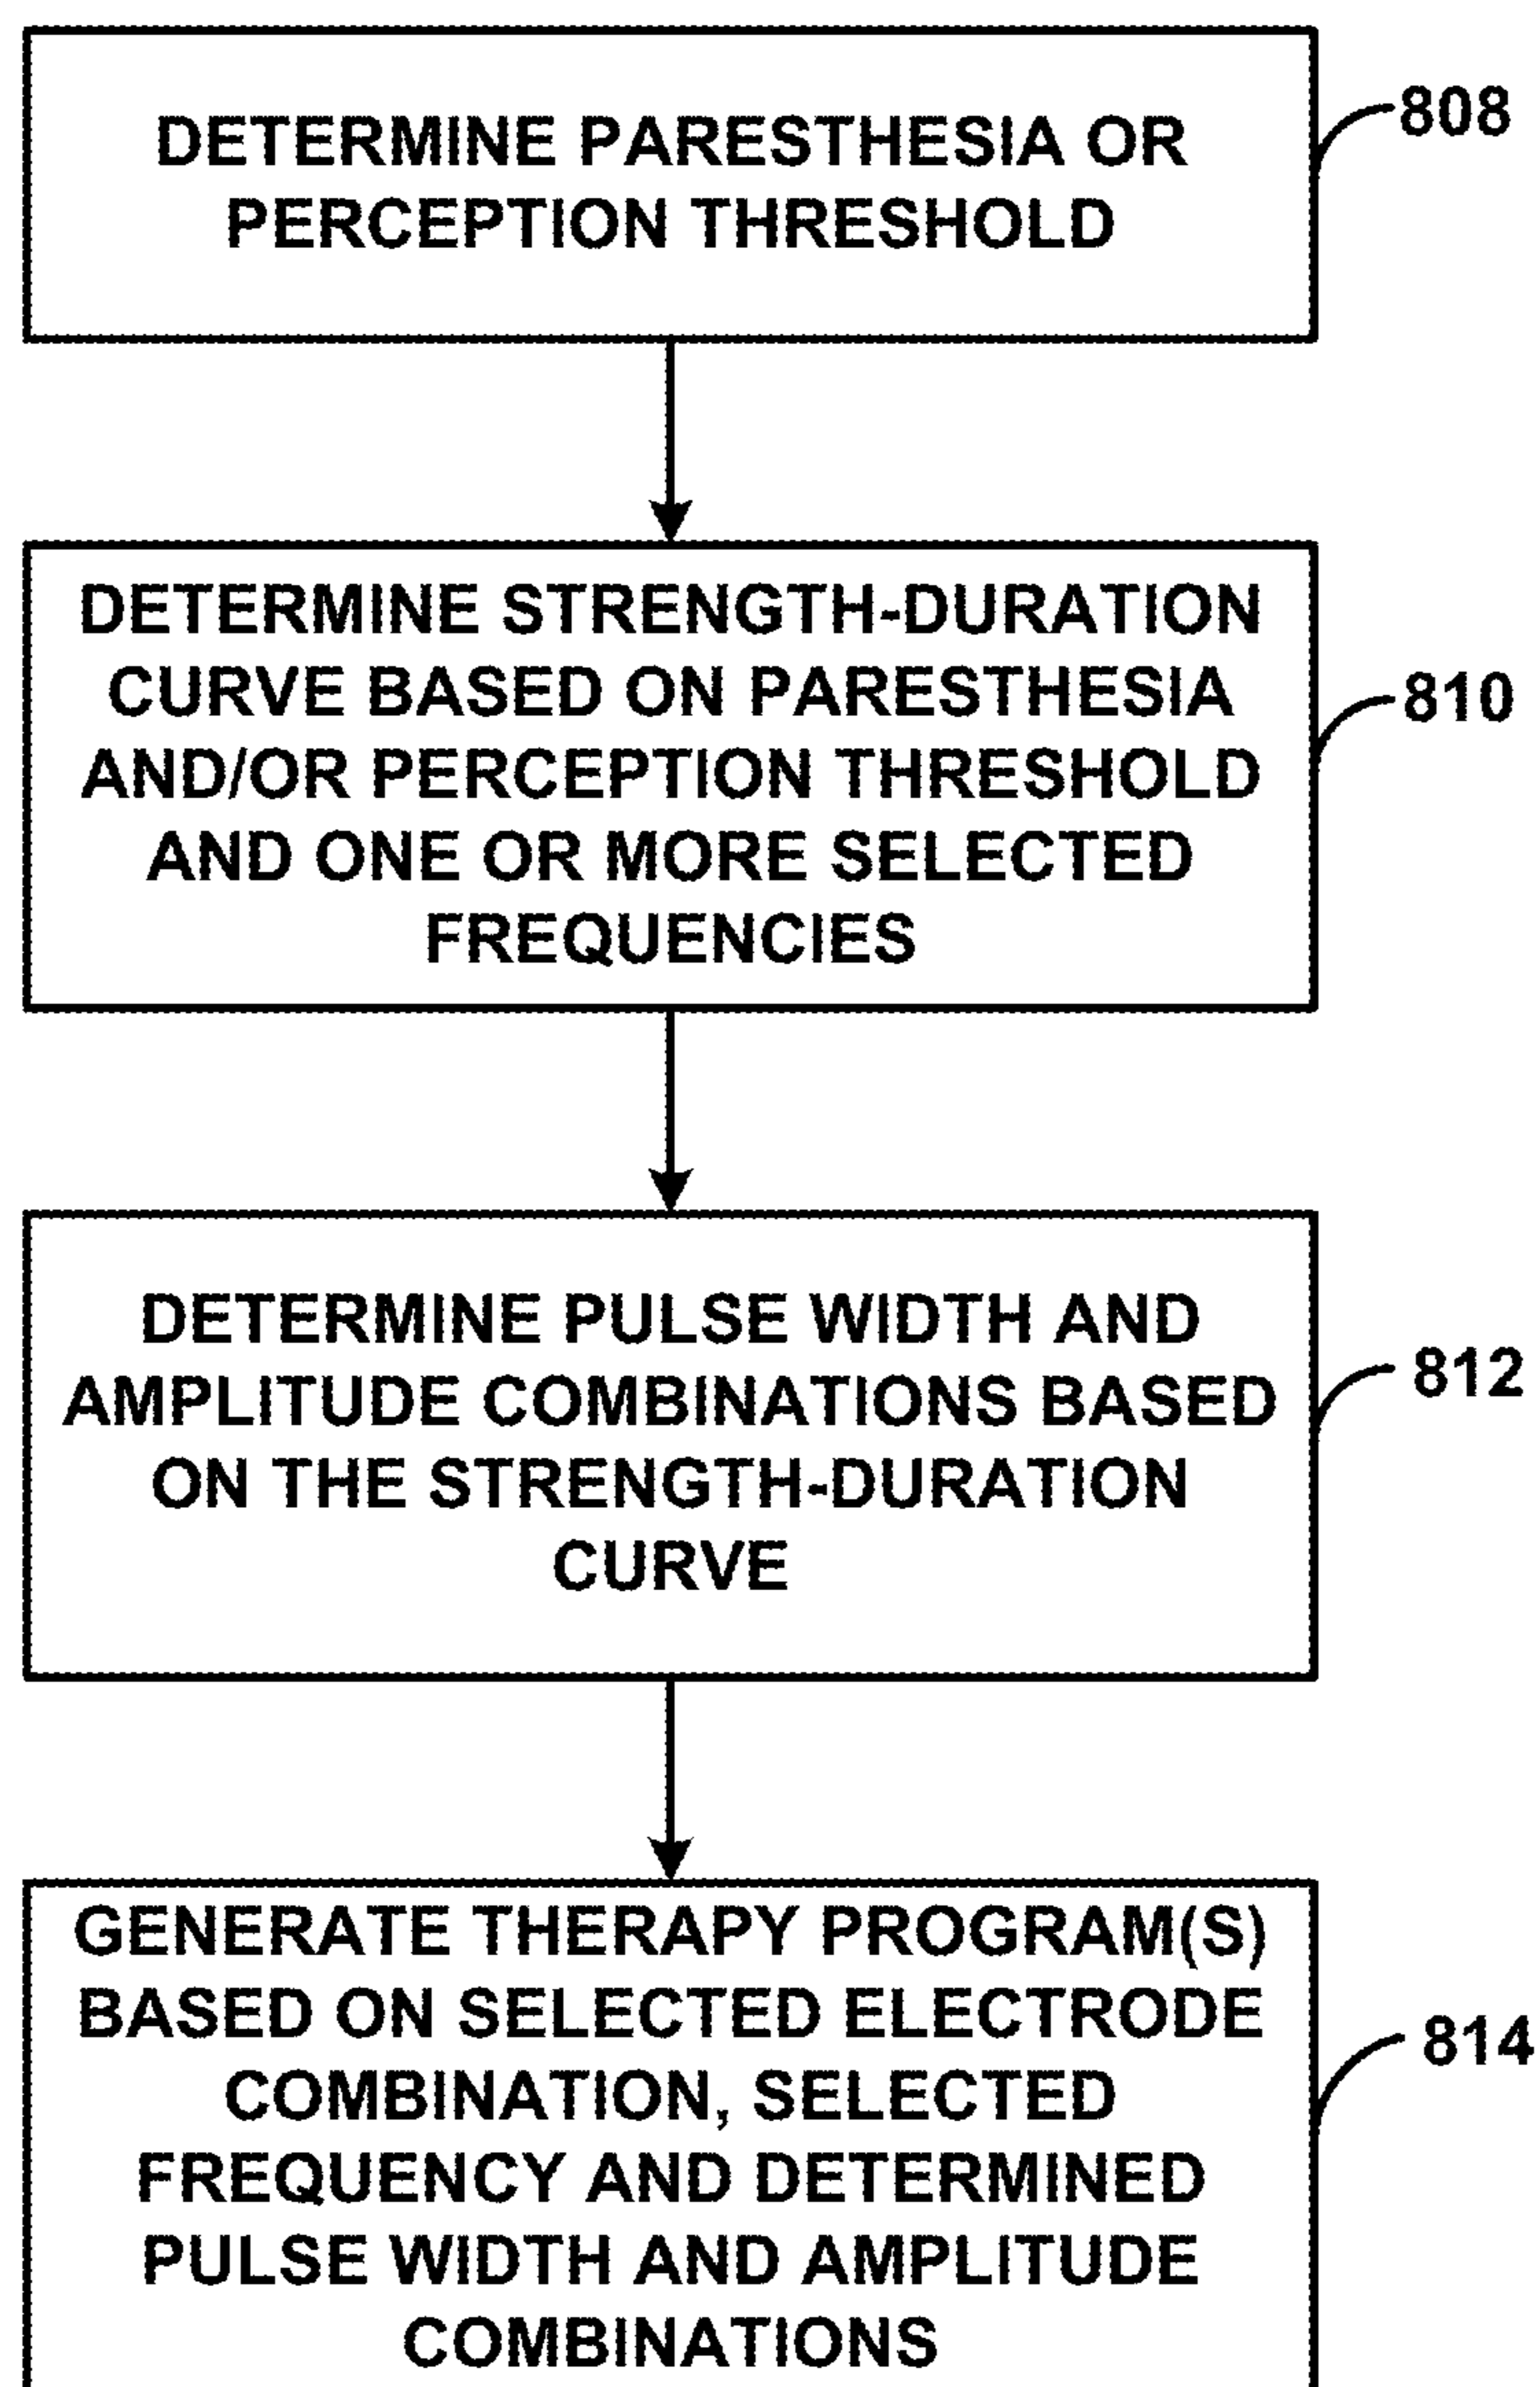 DETERMINE PARESTHESIA OR
PERCEPTION THRESHOLD
808
DETERMINE STRENGTH-DURATION
CURVE BASED ON PARESTHESIA
AND/OR PERCEPTION THRESHOLD
AND ONE OR MORE SELECTED
FREQUENCIES
810
DETERMINE PULSE WIDTH AND
AMPLITUDE COMBINATIONS BASED
ON THE STRENGTH-DURATION
CURVE
812
GENERATE THERAPY PROGRAM(S)
BASED ON SELECTED ELECTRODE
COMBINATION, SELECTED
FREQUENCY AND DETERMINED
PULSE WIDTH AND AMPLITUDE
COMBINATIONS
814